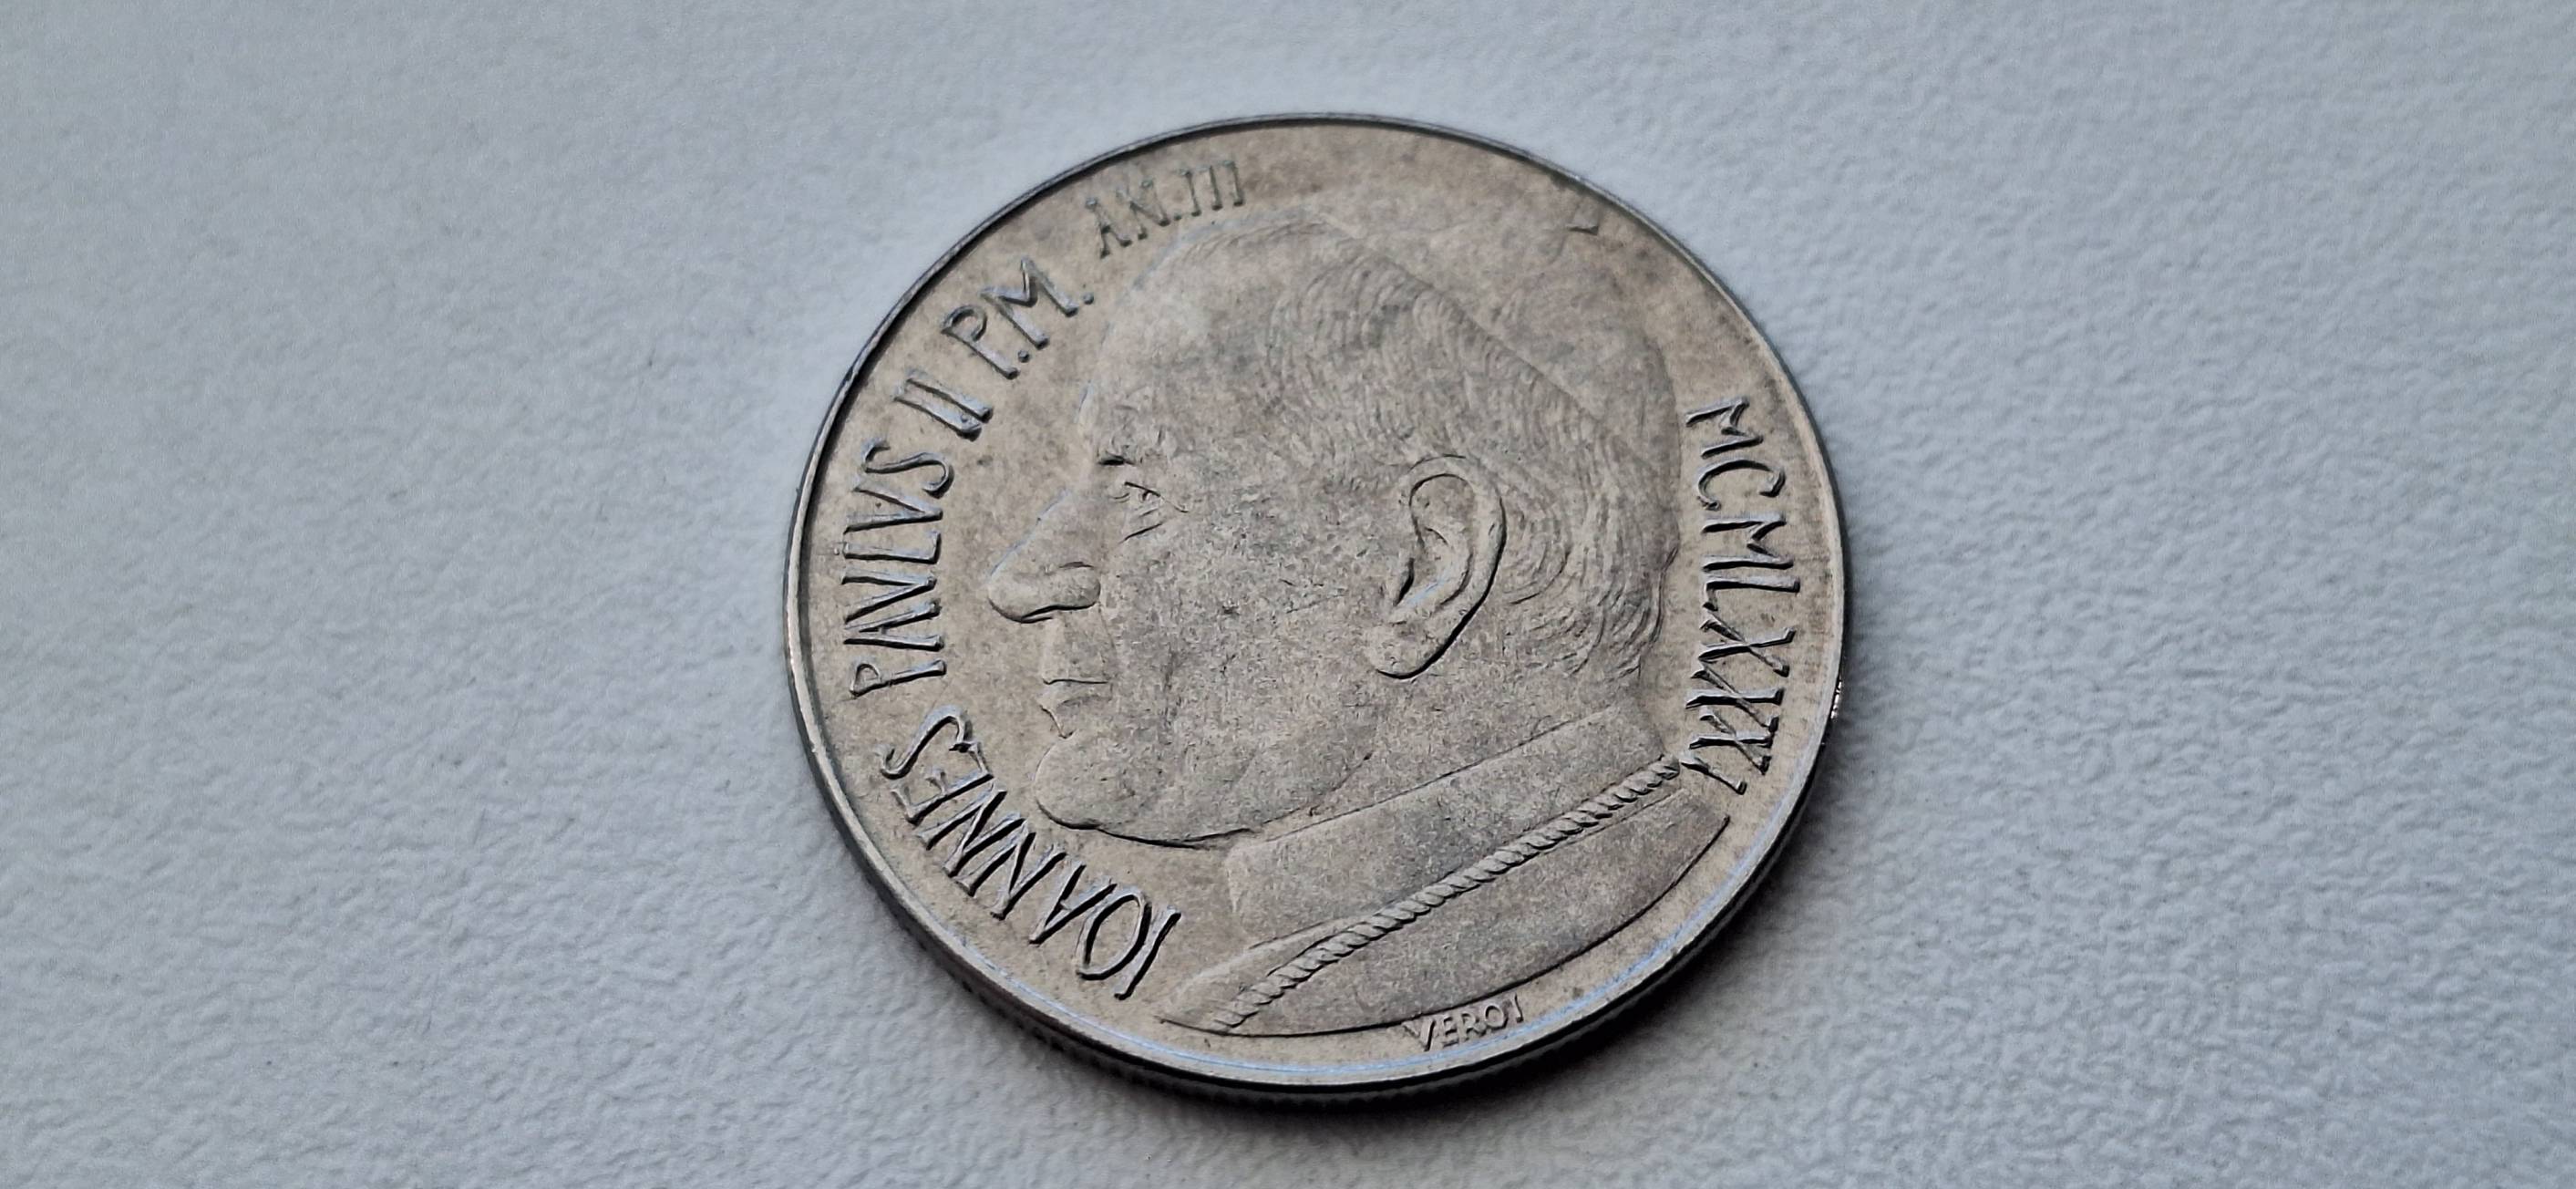 IOANNES PAVLVS II P.M. AN.III
MCMLXXXI
VEROI